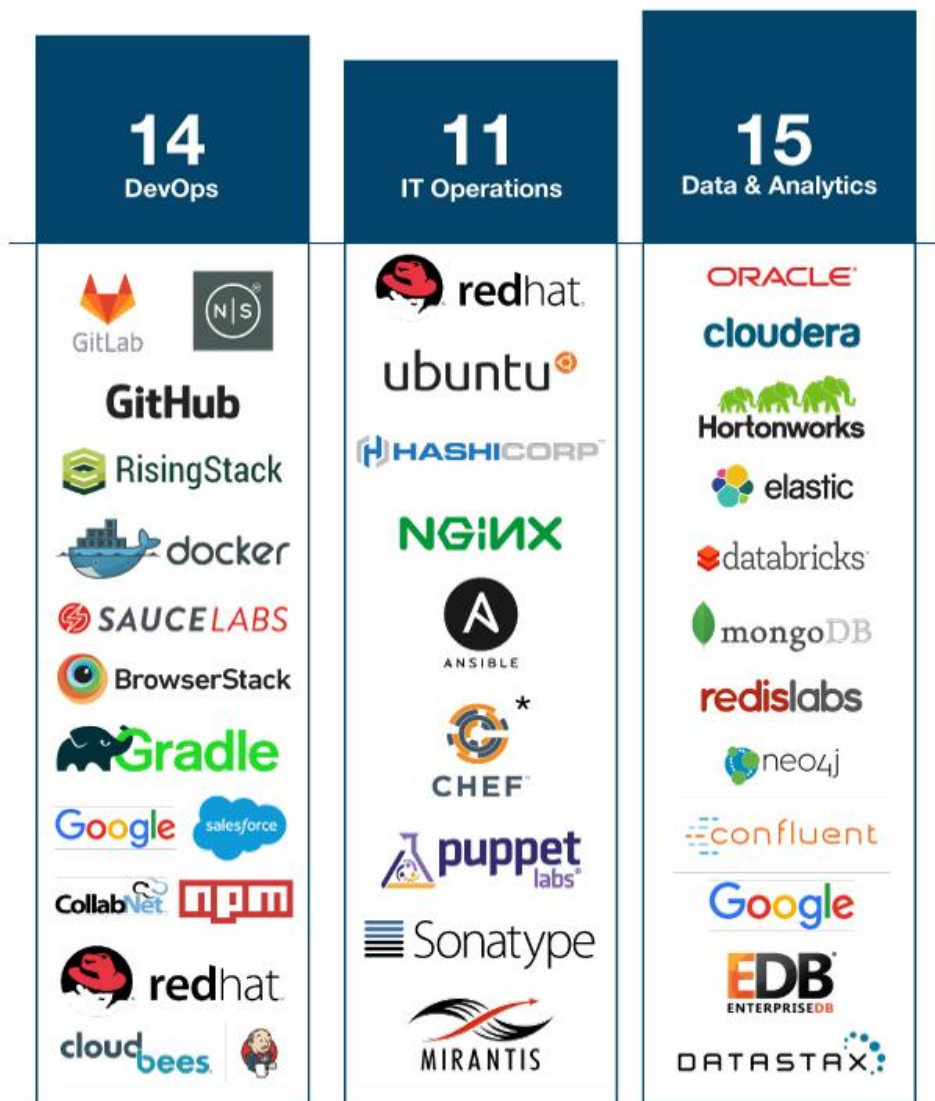 14
DevOps
GitLab
N|S®
GitHub
RisingStack
docker
SAUCELABS
BrowserStack
Gradle
Google
salesforce
CollabNet
npm
redhat.
cloudbees.
11
IT Operations
redhat.
ubuntu
HASHICORP™
NGiNX
ANSIBLE
*
CHEF™
puppet
labs®
Sonatype
MIRANTIS
15
Data & Analytics
ORACLE®
cloudera
Hortonworks
elastic
databricks
mongoDB
redislabs
neo4j
confluent
Google
EDB
ENTERPRISEDB
DATASTAX